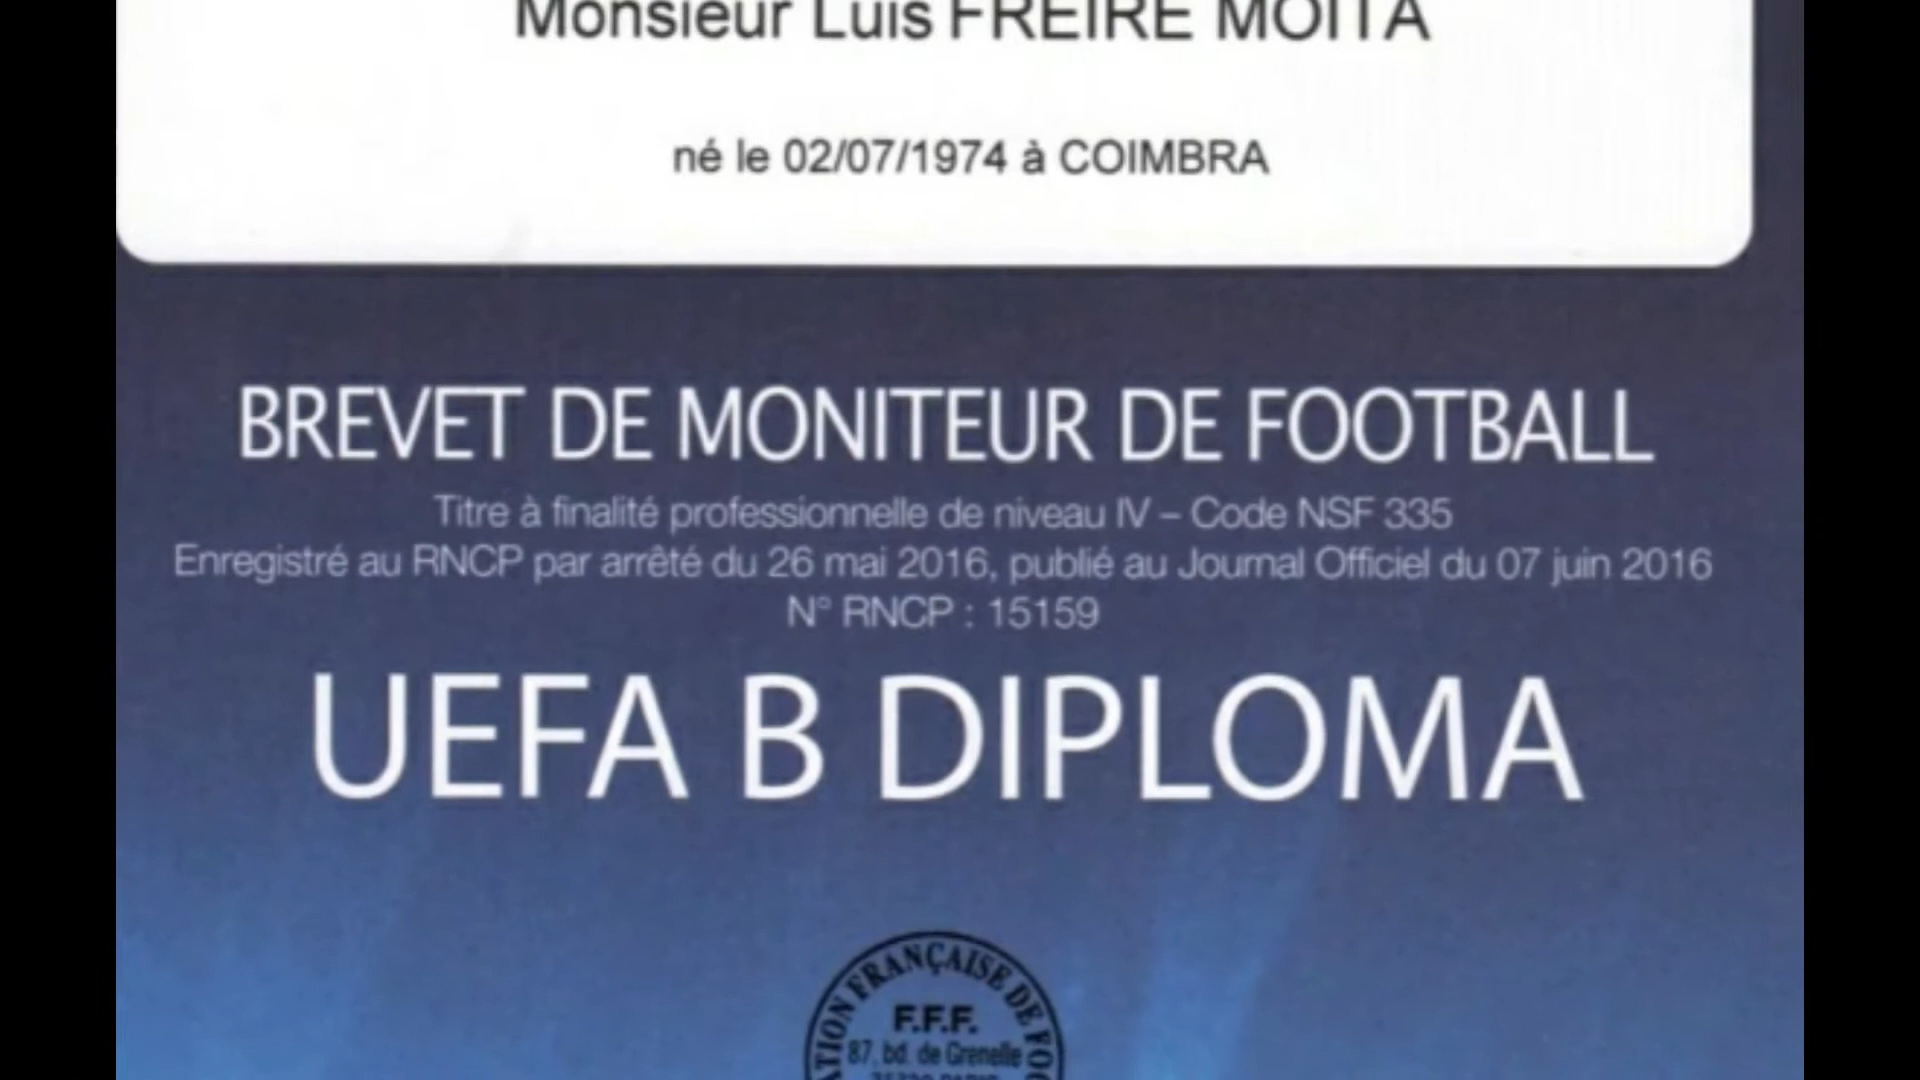 Monsieur Luis FREIRE MOITA
né le 02/07/1974 à COIMBRA
BREVET DE MONITEUR DE FOOTBALL
Titre à finalité professionnelle de niveau IV – Code NSF 335
Enregistré au RNCP par arrêté du 26 mai 2016, publié au Journal Officiel du 07 juin 2016
N° RNCP : 15159
UEFA B DIPLOMA
FRANÇAISE DE
F.F.F.
87, bd. de Grenelle